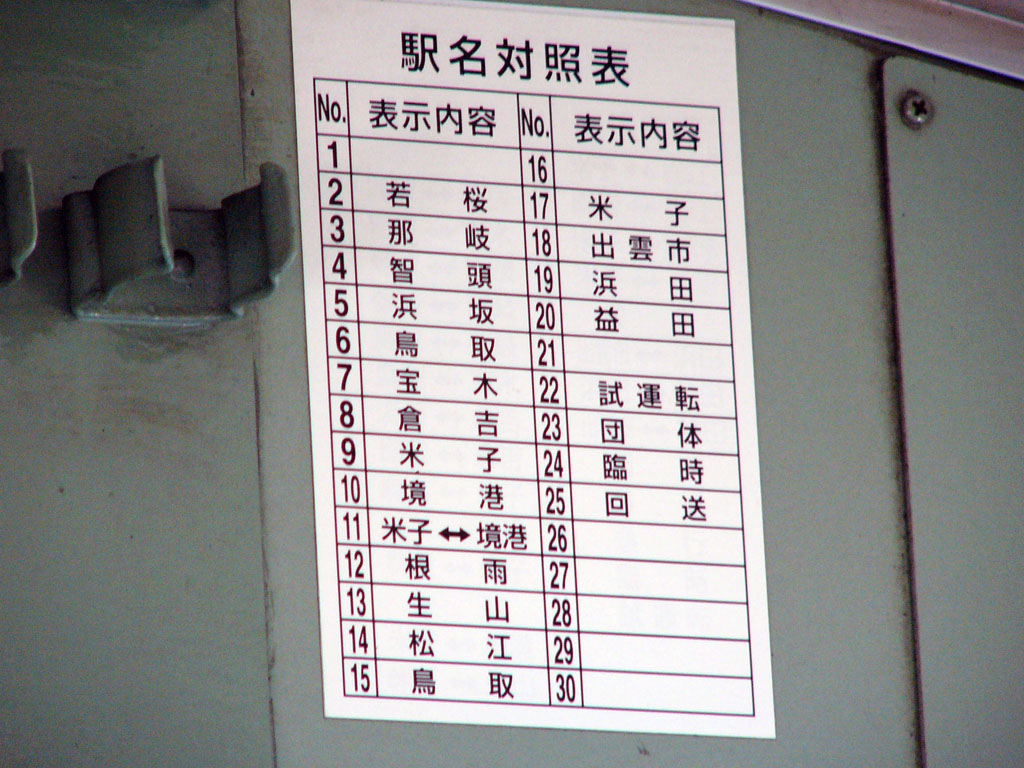 駅名対照表
No. 表示内容 No. 表示内容
1 16
2 若桜 17 米子
3 那岐 18 出雲市
4 智頭 19 浜田
5 浜坂 20 益田
6 鳥取 21
7 宝木 22 試運転
8 倉吉 23 団体
9 米子 24 臨時
10 境港 25 回送
11 米子↔境港 26
12 根雨 27
13 生山 28
14 松江 29
15 鳥取 30